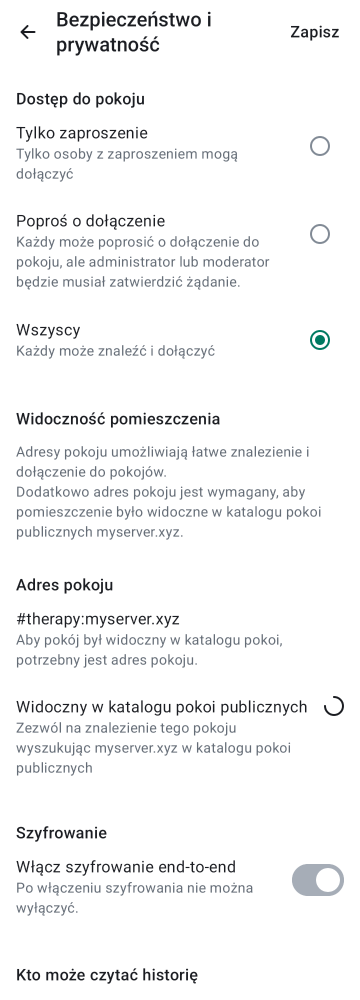 Bezpieczeństwo i
prywatność
Zapisz
Dostęp do pokoju
Tylko zaproszenie
Tylko osoby z zaproszeniem mogą
dołączyć
Poproś o dołączenie
Każdy może poprosić o dołączenie do
pokoju, ale administrator lub moderator
będzie musiał zatwierdzić żądanie.
Wszyscy
Każdy może znaleźć i dołączyć
Widoczność pomieszczenia
Adresy pokoju umożliwiają łatwe znalezienie i
dołączenie do pokojów.
Dodatkowo adres pokoju jest wymagany, aby
pomieszczenie było widoczne w katalogu pokoi
publicznych myserver.xyz.
Adres pokoju
#therapy:myserver.xyz
Aby pokój był widoczny w katalogu pokoi,
potrzebny jest adres pokoju.
Widoczny w katalogu pokoi publicznych
Zezwól na znalezienie tego pokoju
wyszukując myserver.xyz w katalogu pokoi
publicznych
Szyfrowanie
Włącz szyfrowanie end-to-end
Po włączeniu szyfrowania nie można
wyłączyć.
Kto może czytać historię